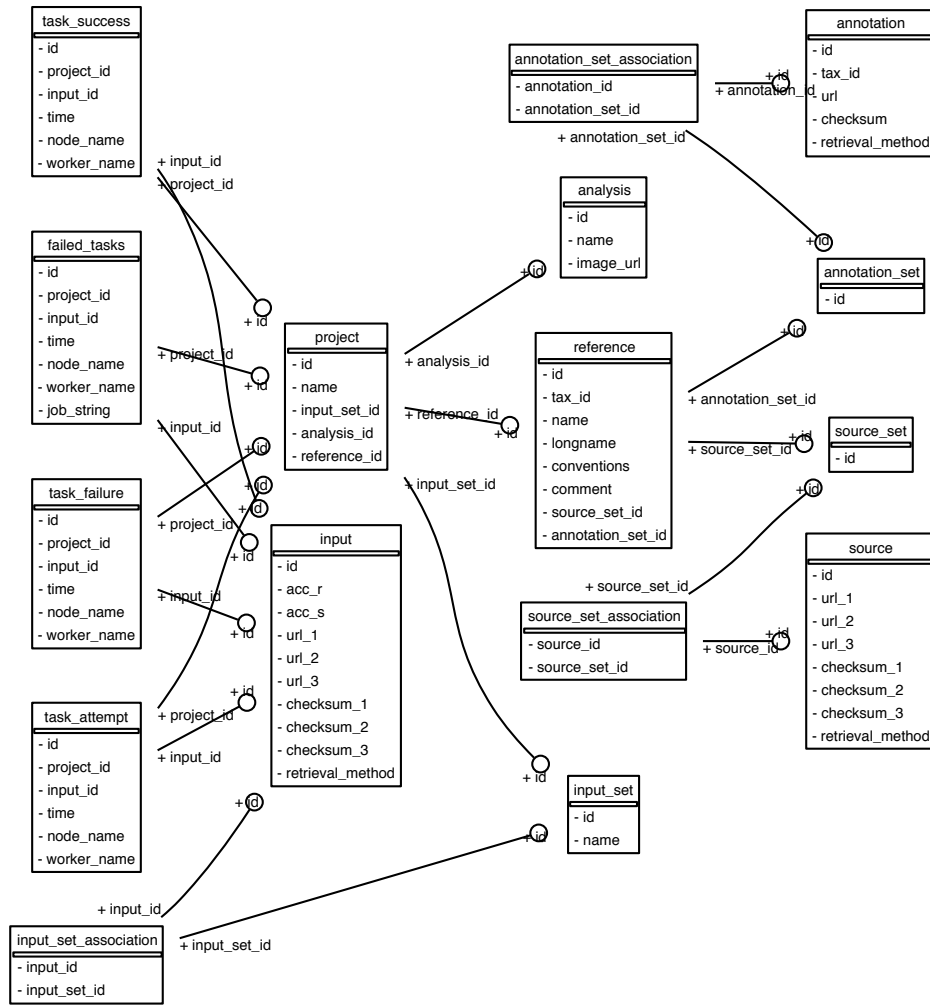 task_success
- id
- project_id
- input_id
- time
- node_name
- worker_name
+ input_id
+ project_id
+ id
failed_tasks
- id
- project_id
- input_id
- time
- node_name
- worker_name
- job_string
+ project_id
+ id
+ input_id
+ id
task_failure
- id
- project_id
- input_id
- time
- node_name
- worker_name
+ id
+ project_id
+ input_id
+ id
task_attempt
- id
- project_id
- input_id
- time
- node_name
- worker_name
+ id
+ id
+ project_id
+ id
+ input_id
input_set_association
- input_id
- input_set_id
+ id
+ input_id
+ id
+ input_set_id
project
- id
- name
- input_set_id
- analysis_id
- reference_id
+ id
+ analysis_id
+ reference_id
+ id
+ input_set_id
+ id
input
- id
- acc_r
- acc_s
- url_1
- url_2
- url_3
- checksum_1
- checksum_2
- checksum_3
- retrieval_method
input_set
- id
- name
analysis
- id
- name
- image_url
reference
- id
- tax_id
- name
- longname
- conventions
- comment
- source_set_id
- annotation_set_id
+ id
+ annotation_set_id
+ id
+ source_set_id
annotation_set_association
- annotation_id
- annotation_set_id
+ id
+ annotation_id
+ annotation_set_id
+ id
annotation
- id
- tax_id
- url
- checksum
- retrieval_method
annotation_set
- id
source_set
- id
source_set_association
- source_id
- source_set_id
+ id
+ source_set_id
+ id
+ source_id
source
- id
- url_1
- url_2
- url_3
- checksum_1
- checksum_2
- checksum_3
- retrieval_method